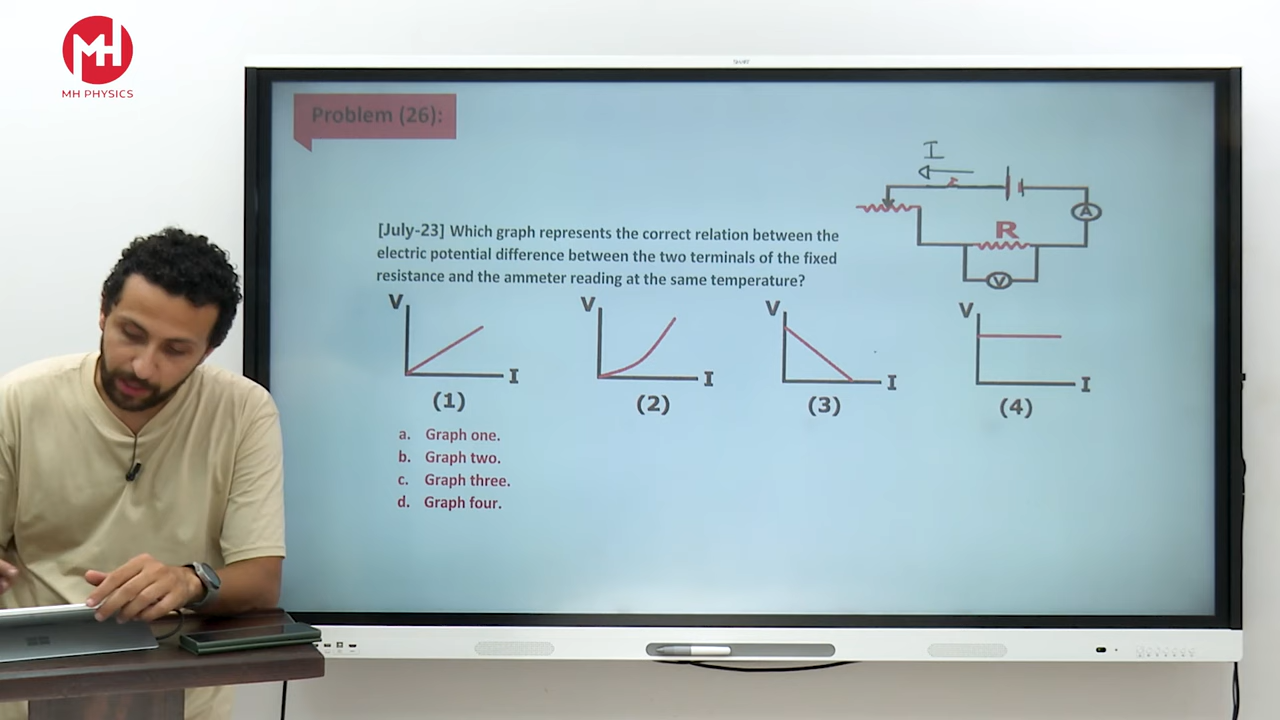 MH
MH PHYSICS
SMART
Problem (26):
I
A
R
V
[July-23] Which graph represents the correct relation between the
electric potential difference between the two terminals of the fixed
resistance and the ammeter reading at the same temperature?
V
I
(1)
V
I
(2)
V
I
(3)
V
I
(4)
a. Graph one.
b. Graph two.
c. Graph three.
d. Graph four.